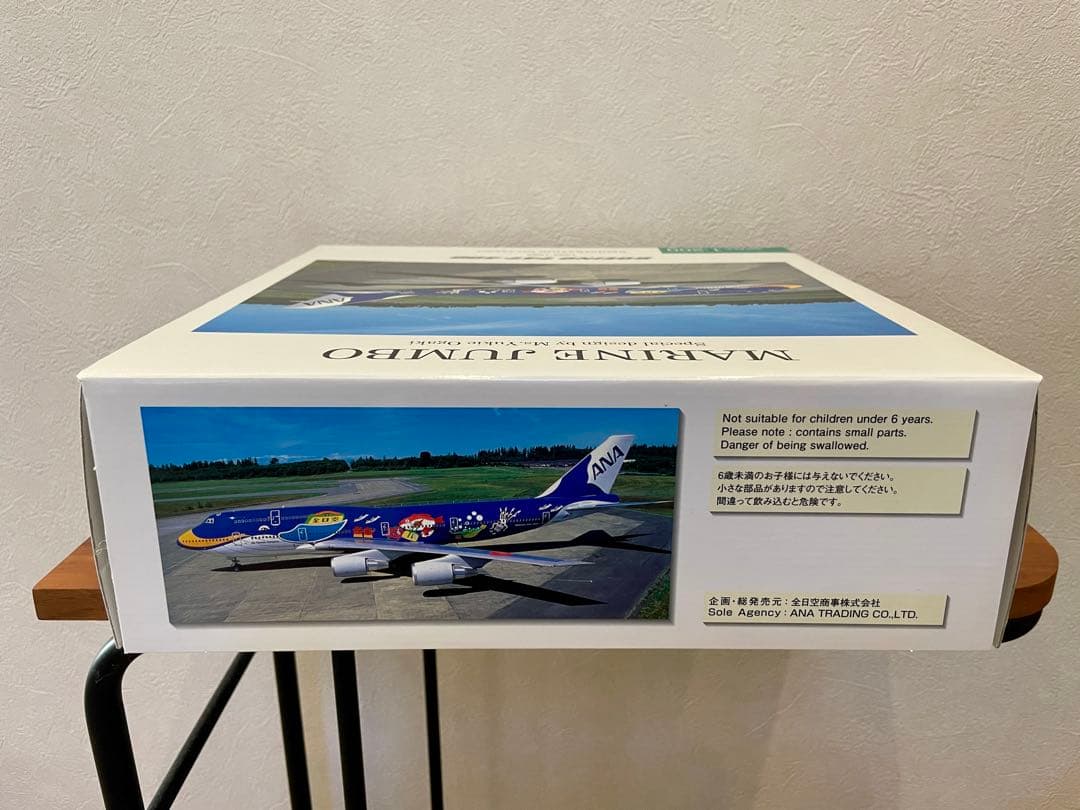 MARINE JUMBO
Special design by Ms.Yukie Ogaki
ANA
Not suitable for children under 6 years.
Please note : contains small parts.
Danger of being swallowed.
6歳未満のお子様には与えないでください。
小さな部品がありますので注意してください。
間違って飲み込むと危険です。
ANA
全日空
企画・総発売元：全日空商事株式会社
Sole Agency : ANA TRADING CO.,LTD.